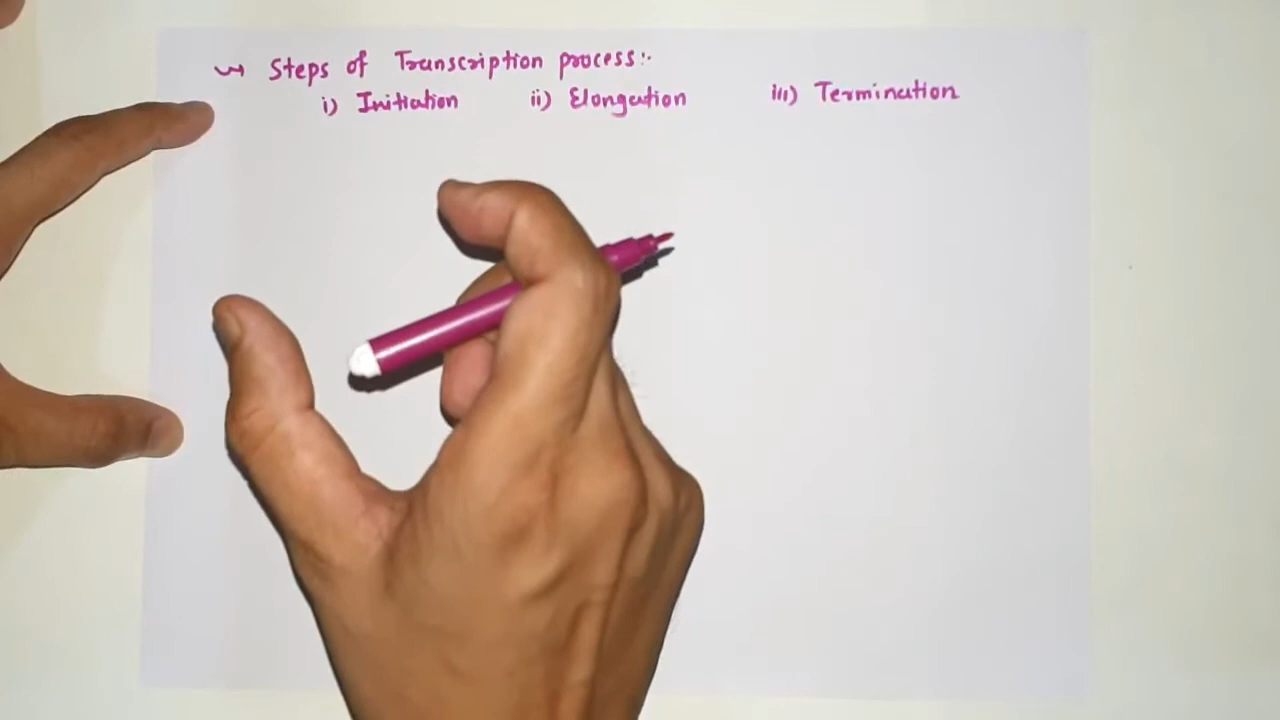 ↝ Steps of Transcription process:-
i) Initiation ii) Elongation iii) Termination